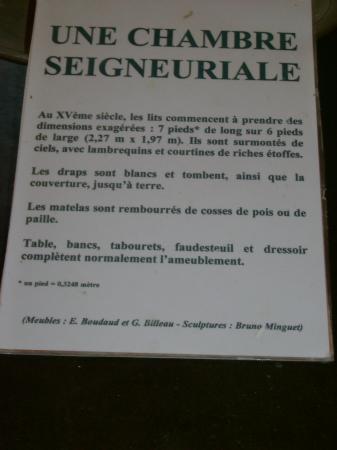 UNE CHAMBRE
SEIGNEURIALE
Au XVème siècle, les lits commencent à prendre des
dimensions exagérées : 7 pieds* de long sur 6 pieds
de large (2,27 m x 1,97 m). Ils sont surmontés de
ciels, avec lambrequins et courtines de riches étoffes.
Les draps sont blancs et tombent, ainsi que la
couverture, jusqu'à terre.
Les matelas sont rembourrés de cosses de pois ou de
paille.
Table, bancs, tabourets, faudesteuil et dressoir
complètent normalement l'ameublement.
* un pied = 0,3248 mètre
(Meubles : E. Boudaud et G. Billeau - Sculptures : Bruno Minguet)